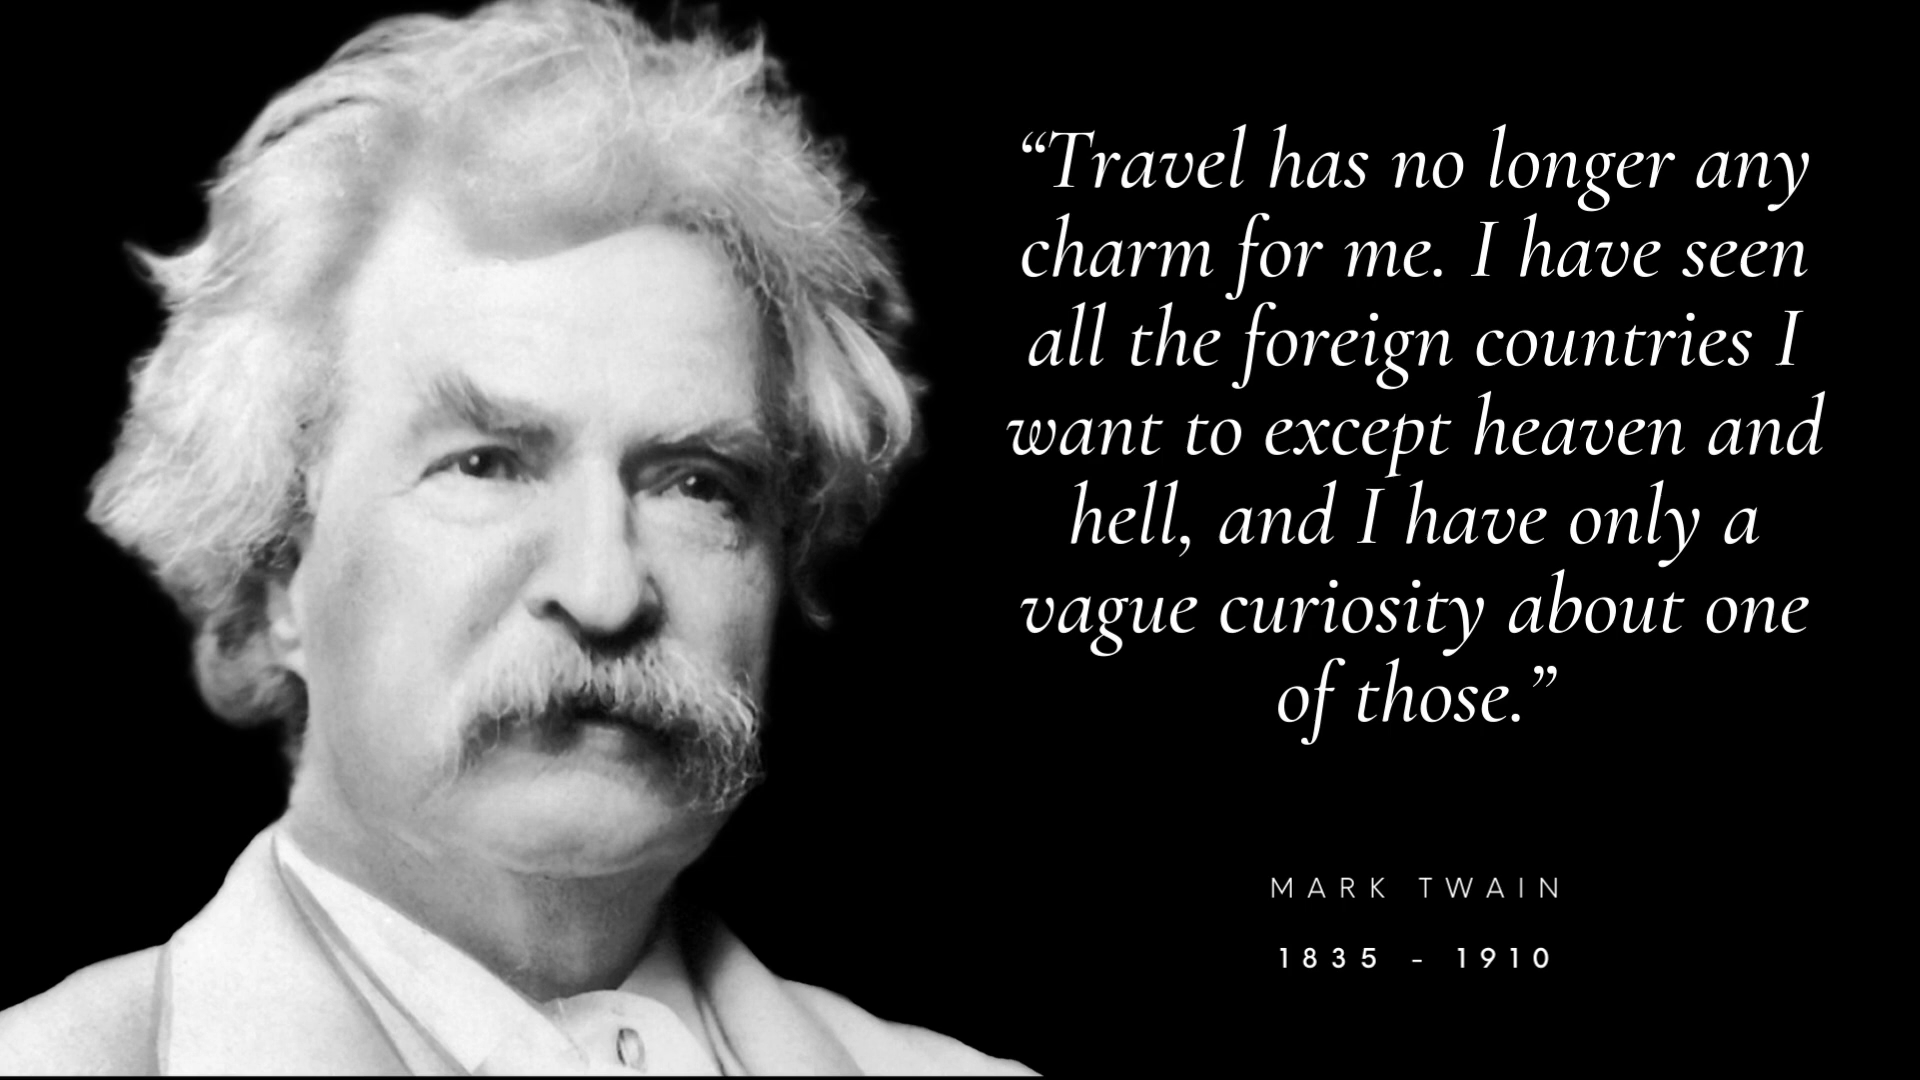 “Travel has no longer any
charm for me. I have seen
all the foreign countries I
want to except heaven and
hell, and I have only a
vague curiosity about one
of those.”
MARK TWAIN
1835 - 1910